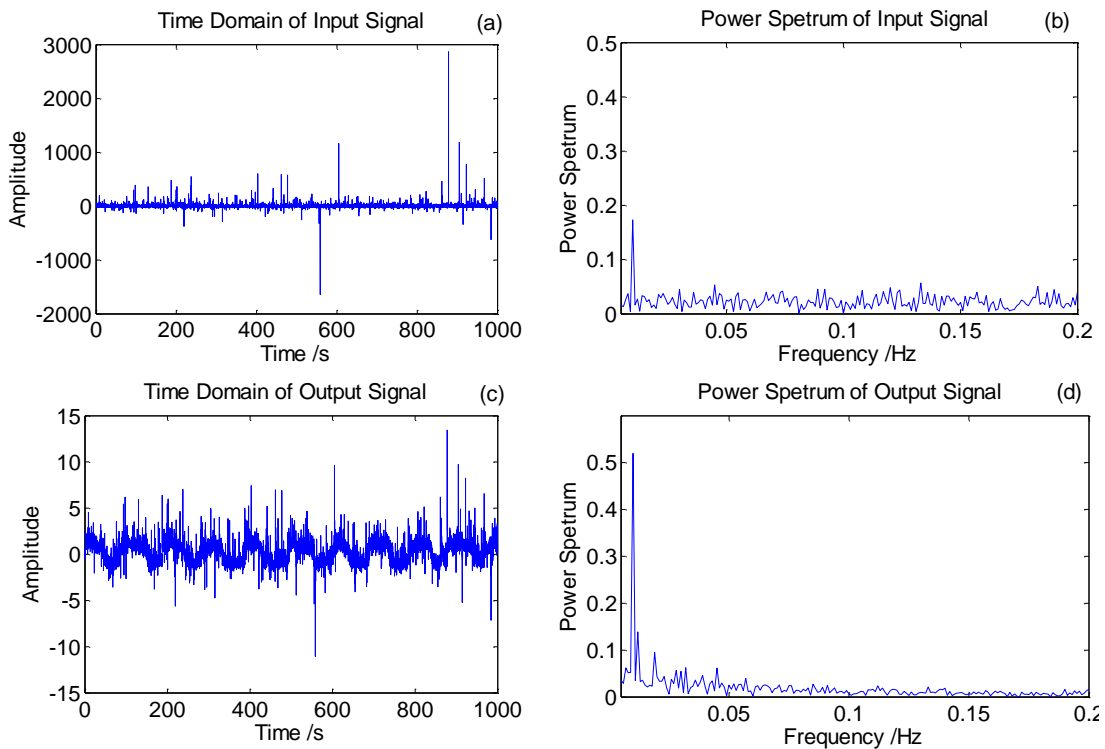 Time Domain of Input Signal (a)
3000
2000
1000
0
-1000
-2000
Amplitude
0 200 400 600 800 1000
Time /s
Power Spetrum of Input Signal (b)
0.5
0.4
0.3
0.2
0.1
0
Power Spetrum
0.05 0.1 0.15 0.2
Frequency /Hz
Time Domain of Output Signal (c)
15
10
5
0
-5
-10
-15
Amplitude
0 200 400 600 800 1000
Time /s
Power Spetrum of Output Signal (d)
0.5
0.4
0.3
0.2
0.1
0
Power Spetrum
0.05 0.1 0.15 0.2
Frequency /Hz